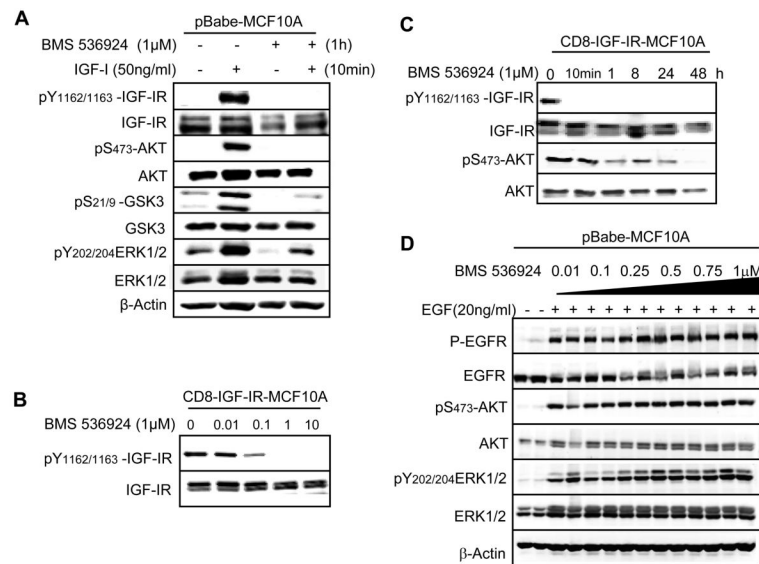 A
pBabe-MCF10A
BMS 536924 (1μM) - - + + (1h)
IGF-I (50ng/ml) - + - + (10min)
pY1162/1163-IGF-IR
IGF-IR
pS473-AKT
AKT
pS21/9-GSK3
GSK3
pY202/204ERK1/2
ERK1/2
β-Actin
B
CD8-IGF-IR-MCF10A
BMS 536924 (1μM) 0 0.01 0.1 1 10
pY1162/1163-IGF-IR
IGF-IR
C
CD8-IGF-IR-MCF10A
BMS 536924 (1μM) 0 10min 1 8 24 48 h
pY1162/1163-IGF-IR
IGF-IR
pS473-AKT
AKT
D
pBabe-MCF10A
BMS 536924 0.01 0.1 0.25 0.5 0.75 1μM
EGF(20ng/ml) - - + + + + + + + + + + + +
P-EGFR
EGFR
pS473-AKT
AKT
pY202/204ERK1/2
ERK1/2
β-Actin